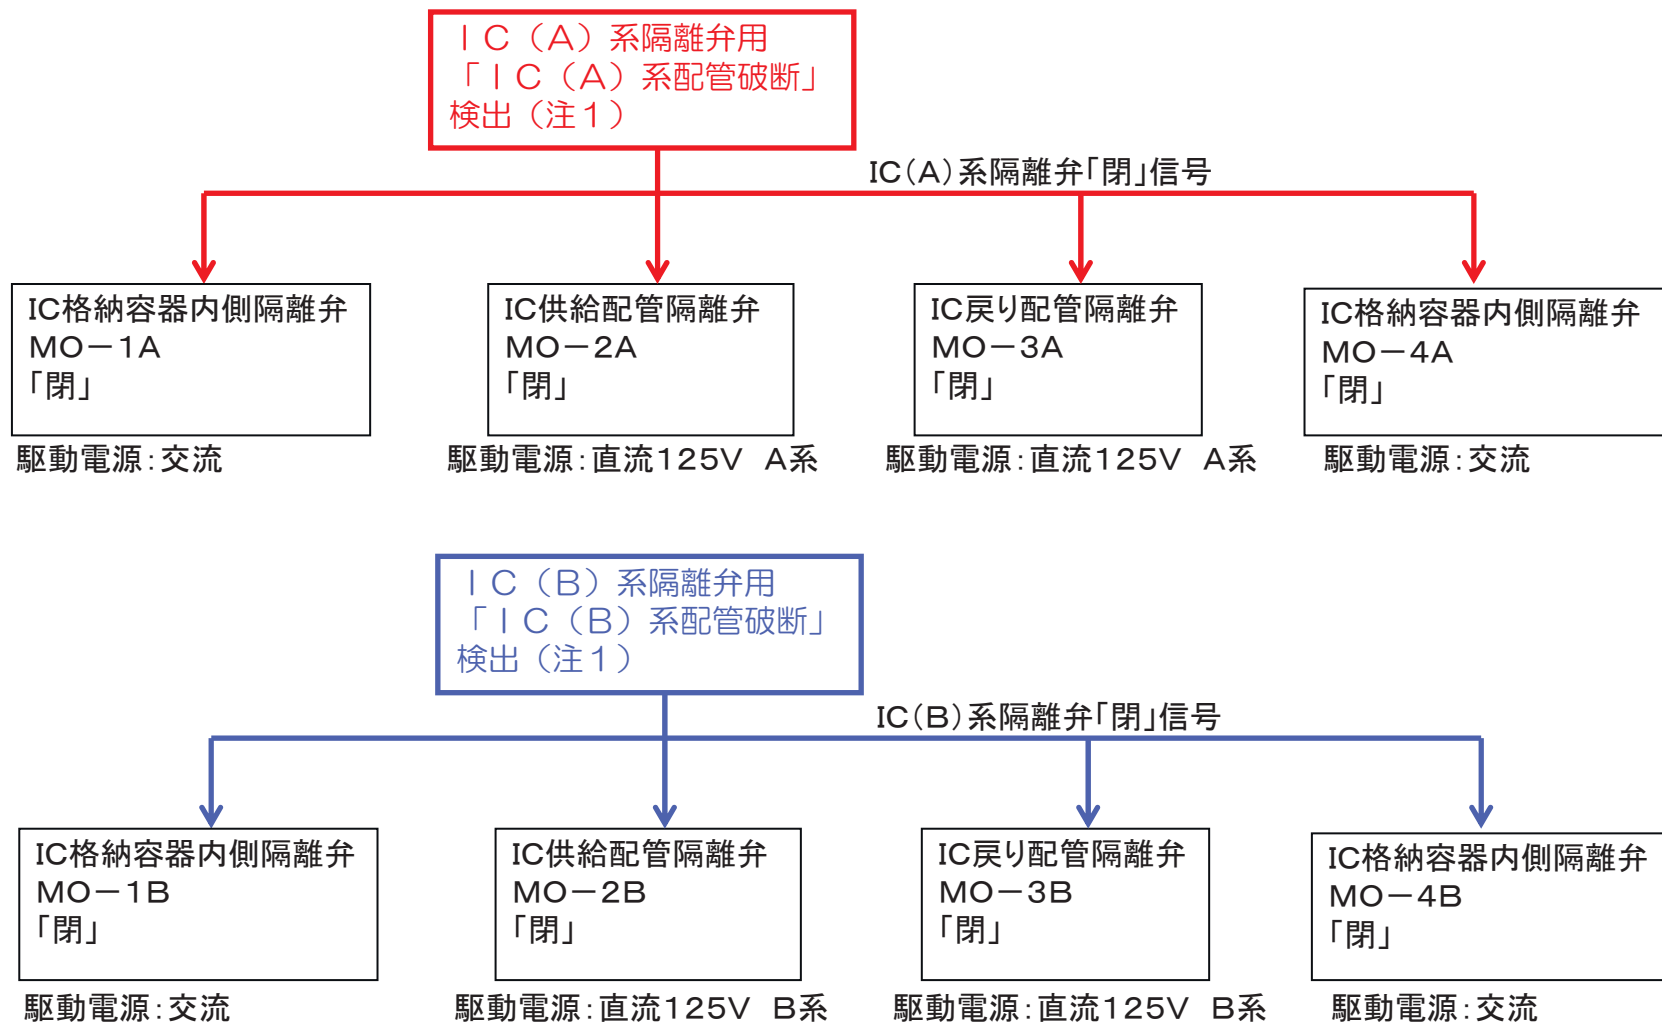 ＩＣ（Ａ）系隔離弁用
「ＩＣ（Ａ）系配管破断」
検出（注１）
IC(A)系隔離弁「閉」信号
IC格納容器内側隔離弁
MO－1A
「閉」
駆動電源：交流
IC供給配管隔離弁
MO－2A
「閉」
駆動電源：直流125V　A系
IC戻り配管隔離弁
MO－3A
「閉」
駆動電源：直流125V　A系
IC格納容器内側隔離弁
MO－4A
「閉」
駆動電源：交流
ＩＣ（Ｂ）系隔離弁用
「ＩＣ（Ｂ）系配管破断」
検出（注１）
IC(B)系隔離弁「閉」信号
IC格納容器内側隔離弁
MO－1B
「閉」
駆動電源：交流
IC供給配管隔離弁
MO－2B
「閉」
駆動電源：直流125V　B系
IC戻り配管隔離弁
MO－3B
「閉」
駆動電源：直流125V　B系
IC格納容器内側隔離弁
MO－4B
「閉」
駆動電源：交流